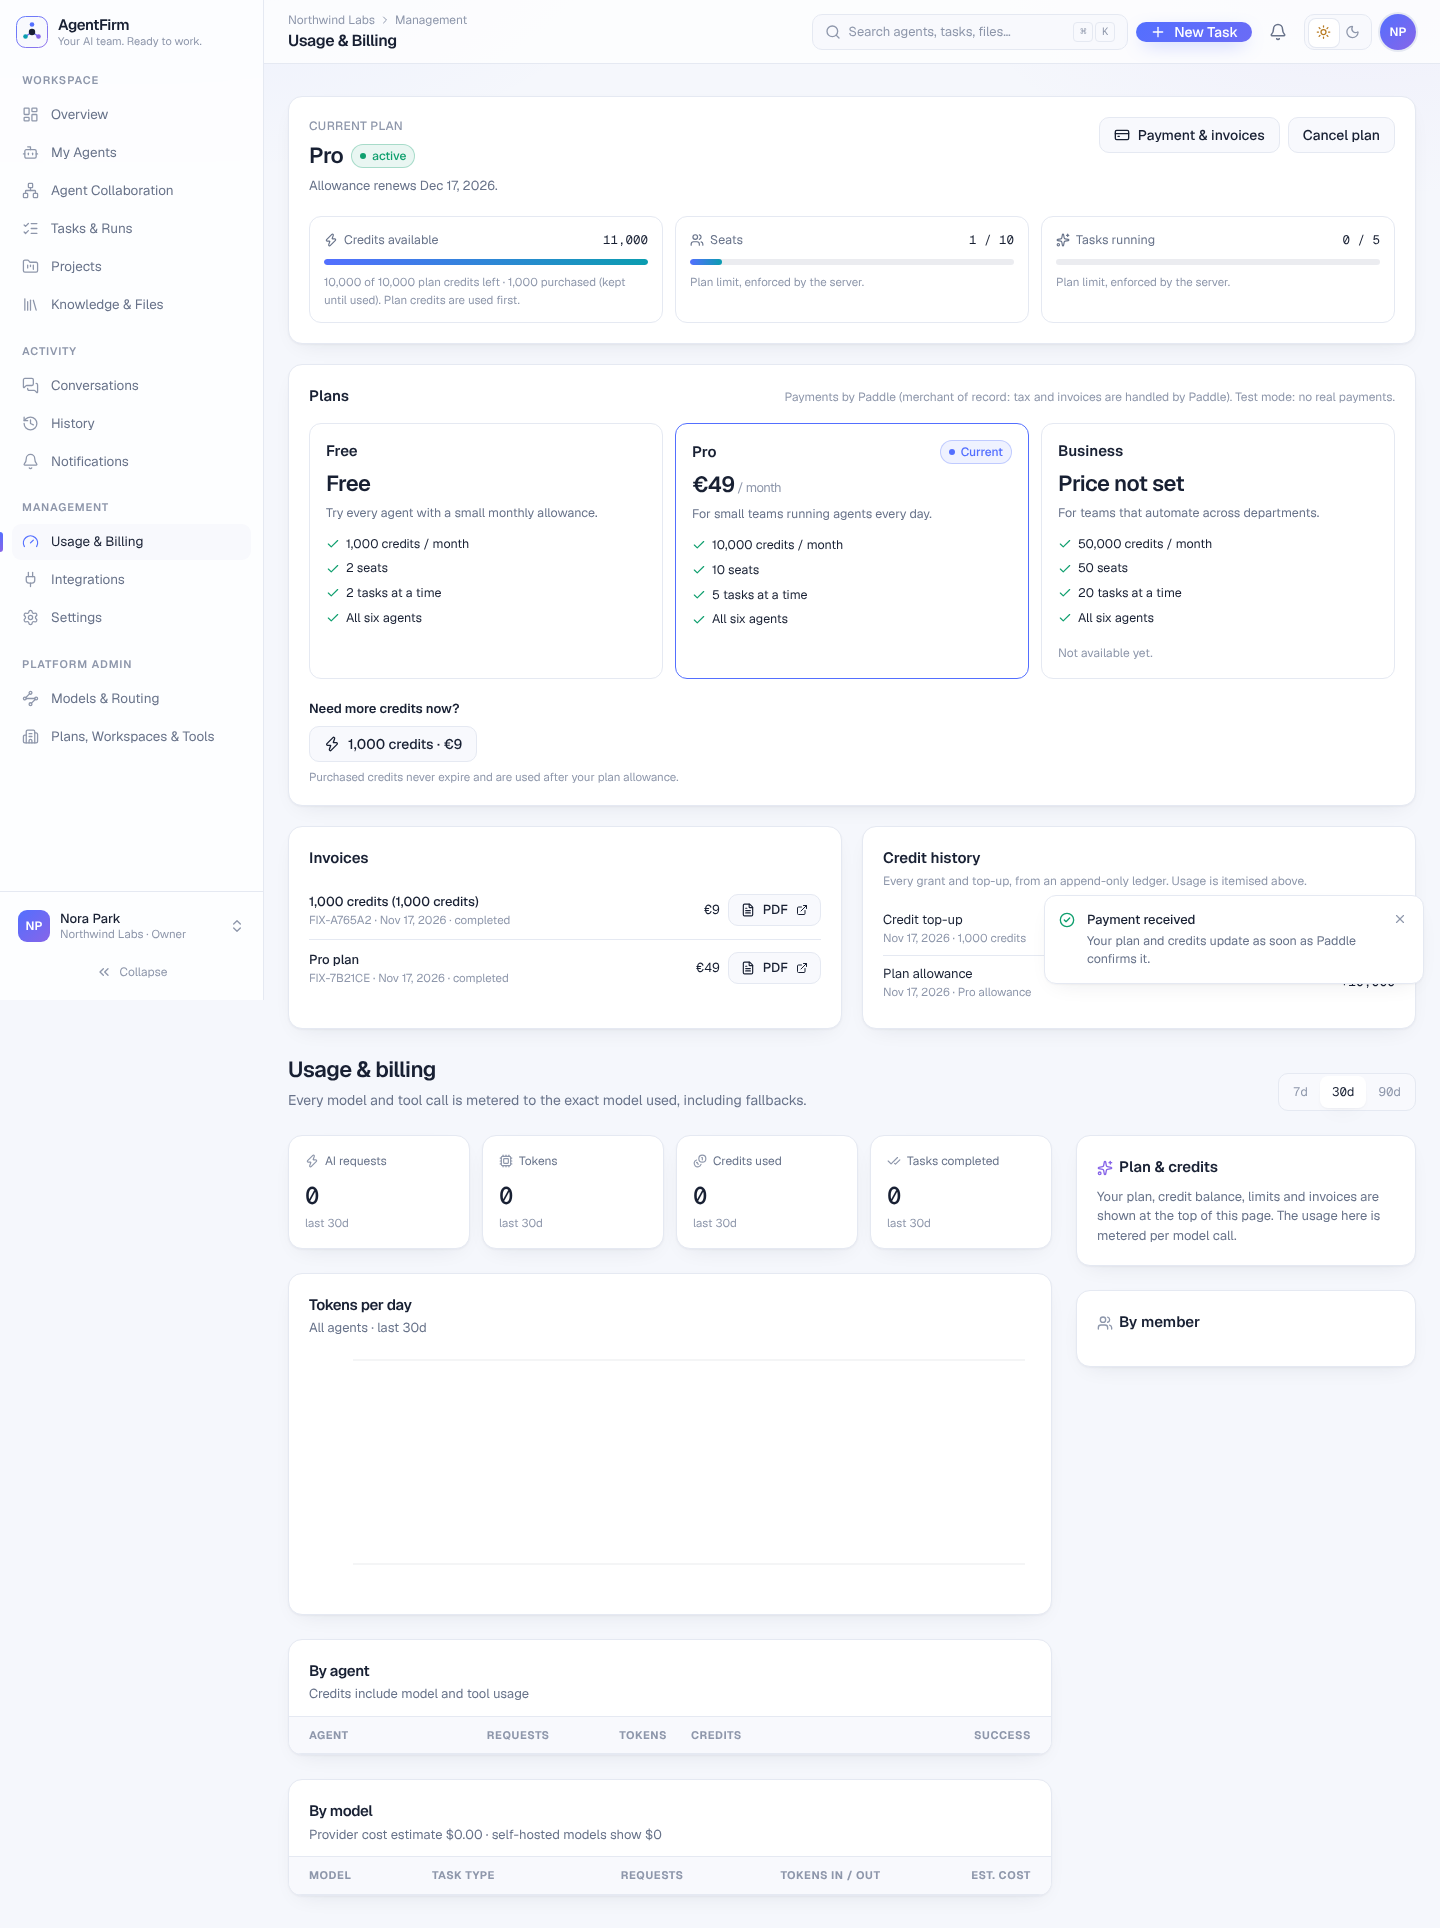 AgentFirm
Your AI team. Ready to work.
WORKSPACE
Overview
My Agents
Agent Collaboration
Tasks & Runs
Projects
Knowledge & Files
ACTIVITY
Conversations
History
Notifications
MANAGEMENT
Usage & Billing
Integrations
Settings
PLATFORM ADMIN
Models & Routing
Plans, Workspaces & Tools
NP
Nora Park
Northwind Labs · Owner
Collapse
Northwind Labs > Management
Usage & Billing
Search agents, tasks, files… ⌘ K
New Task
NP
CURRENT PLAN
Pro active
Allowance renews Dec 17, 2026.
Payment & invoices
Cancel plan
Credits available 11,000
10,000 of 10,000 plan credits left · 1,000 purchased (kept
until used). Plan credits are used first.
Seats 1 / 10
Plan limit, enforced by the server.
Tasks running 0 / 5
Plan limit, enforced by the server.
Plans
Payments by Paddle (merchant of record: tax and invoices are handled by Paddle). Test mode: no real payments.
Free
Free
Try every agent with a small monthly allowance.
1,000 credits / month
2 seats
2 tasks at a time
All six agents
Pro Current
€49 / month
For small teams running agents every day.
10,000 credits / month
10 seats
5 tasks at a time
All six agents
Business
Price not set
For teams that automate across departments.
50,000 credits / month
50 seats
20 tasks at a time
All six agents
Not available yet.
Need more credits now?
1,000 credits · €9
Purchased credits never expire and are used after your plan allowance.
Invoices
1,000 credits (1,000 credits)
FIX-A765A2 · Nov 17, 2026 · completed
€9 PDF
Pro plan
FIX-7B21CE · Nov 17, 2026 · completed
€49 PDF
Credit history
Every grant and top-up, from an append-only ledger. Usage is itemised above.
Credit top-up
Nov 17, 2026 · 1,000 credits
Plan allowance
Nov 17, 2026 · Pro allowance
Payment received
Your plan and credits update as soon as Paddle
confirms it.
Usage & billing
Every model and tool call is metered to the exact model used, including fallbacks.
7d 30d 90d
AI requests
0
last 30d
Tokens
0
last 30d
Credits used
0
last 30d
Tasks completed
0
last 30d
Plan & credits
Your plan, credit balance, limits and invoices are
shown at the top of this page. The usage here is
metered per model call.
By member
Tokens per day
All agents · last 30d
By agent
Credits include model and tool usage
AGENT REQUESTS TOKENS CREDITS SUCCESS
By model
Provider cost estimate $0.00 · self-hosted models show $0
MODEL TASK TYPE REQUESTS TOKENS IN / OUT EST. COST